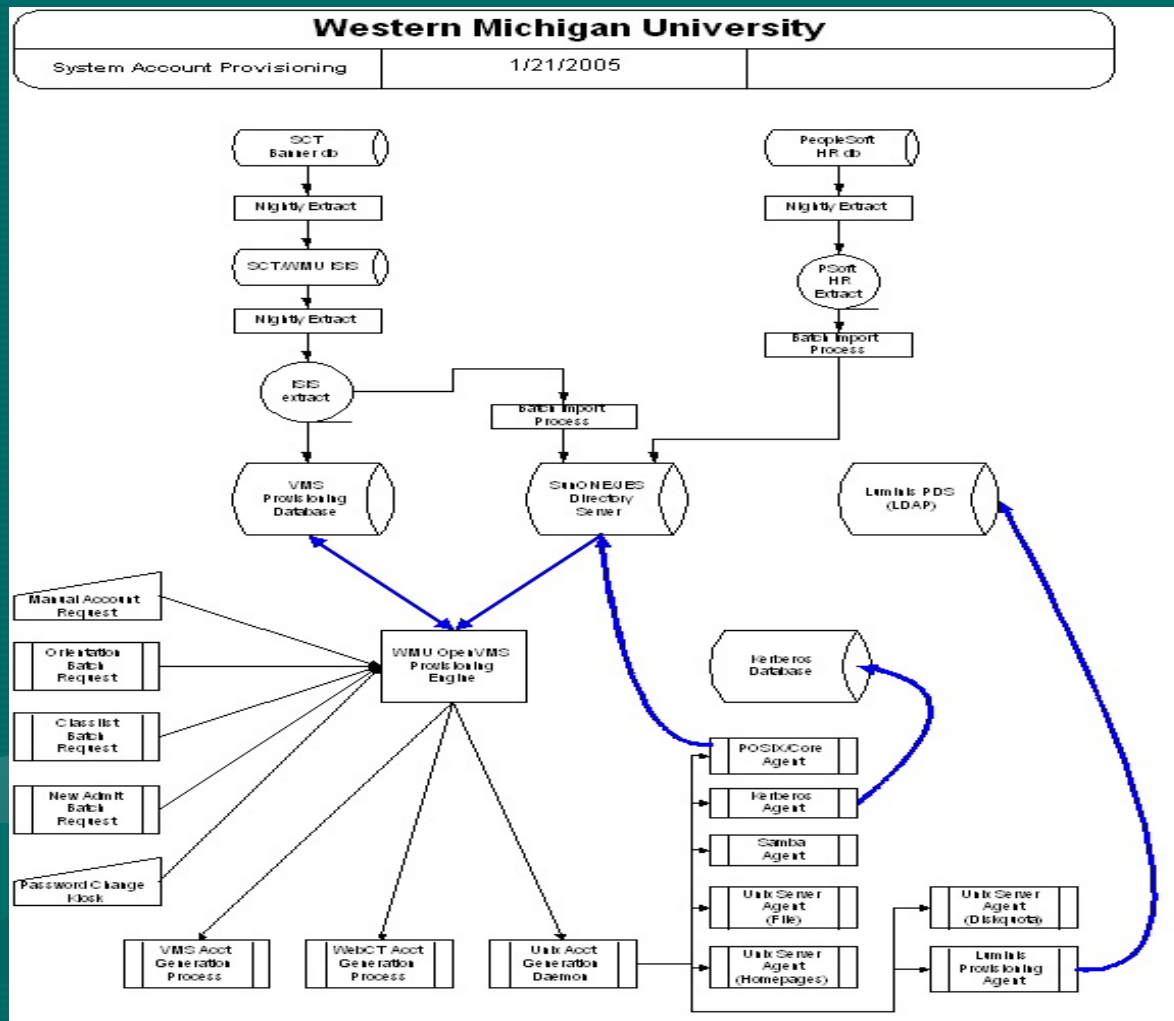 Western Michigan University
System Account Provisioning
1/21/2005
SCT
Banner db
PeopleSoft
HR db
Nightly Extract
Nightly Extract
SCT/WMU ISIS
PSoft
HR
Extract
Nightly Extract
Batch Import
Process
ISIS
extract
Batch Import
Process
VMS
Provisioning
Database
SunONE/JES
Directory
Server
Luminis PDS
(LDAP)
Manual Account
Request
Orientation
Batch
Request
WMU OpenVMS
Provisioning
Engine
Kerberos
Database
Classlist
Batch
Request
POSIX/Core
Agent
New Admit
Batch
Request
Kerberos
Agent
Samba
Agent
Password Change
Kiosk
Unix Server
Agent
(File)
Unix Server
Agent
(Diskquota)
VMS Acct
Generation
Process
WebCT Acct
Generation
Process
Unix Acct
Generation
Daemon
Unix Server
Agent
(Homepages)
Luminis
Provisioning
Agent